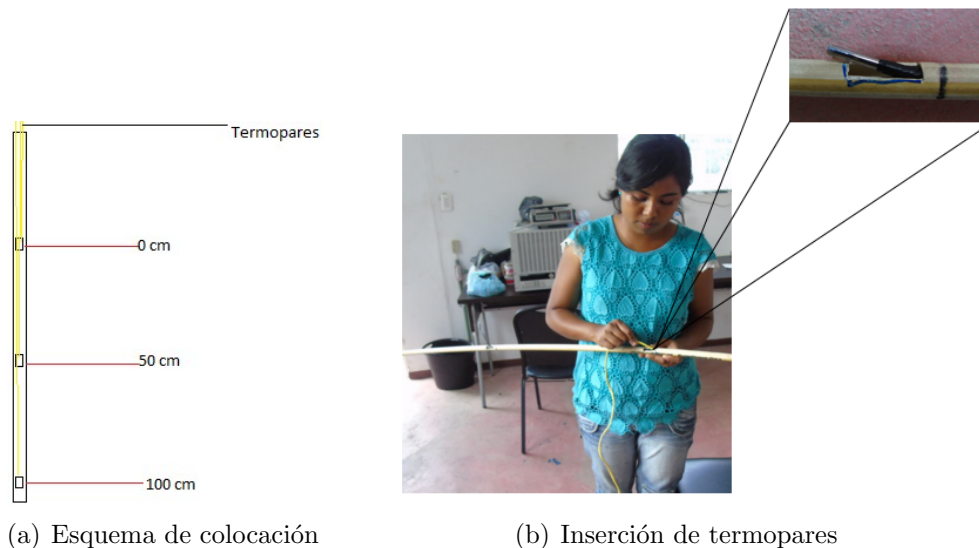 Termopares
0 cm
50 cm
100 cm
(a) Esquema de colocación
(b) Inserción de termopares